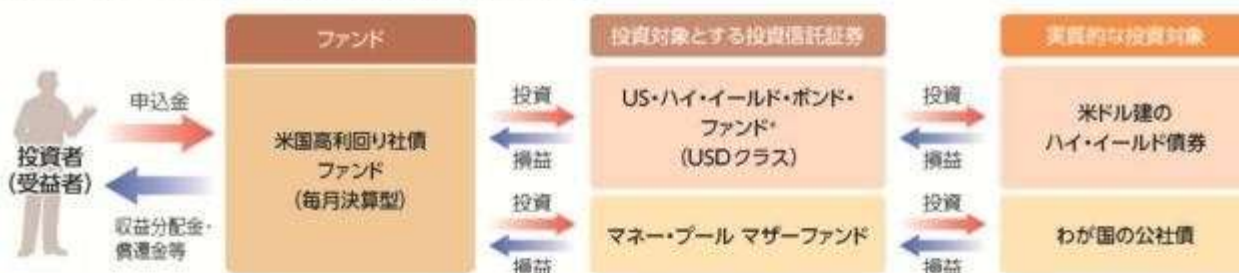 ファンド
投資対象とする投資信託証券
実質的な投資対象
申込金
投資者
(受益者)
収益分配金・
償還金等
米国高利回り社債
ファンド
(毎月決算型)
投資
損益
US・ハイ・イールド・ボンド・
ファンド*
(USDクラス)
投資
損益
米ドル建の
ハイ・イールド債券
投資
損益
マネー・プール マザーファンド
投資
損益
わが国の公社債